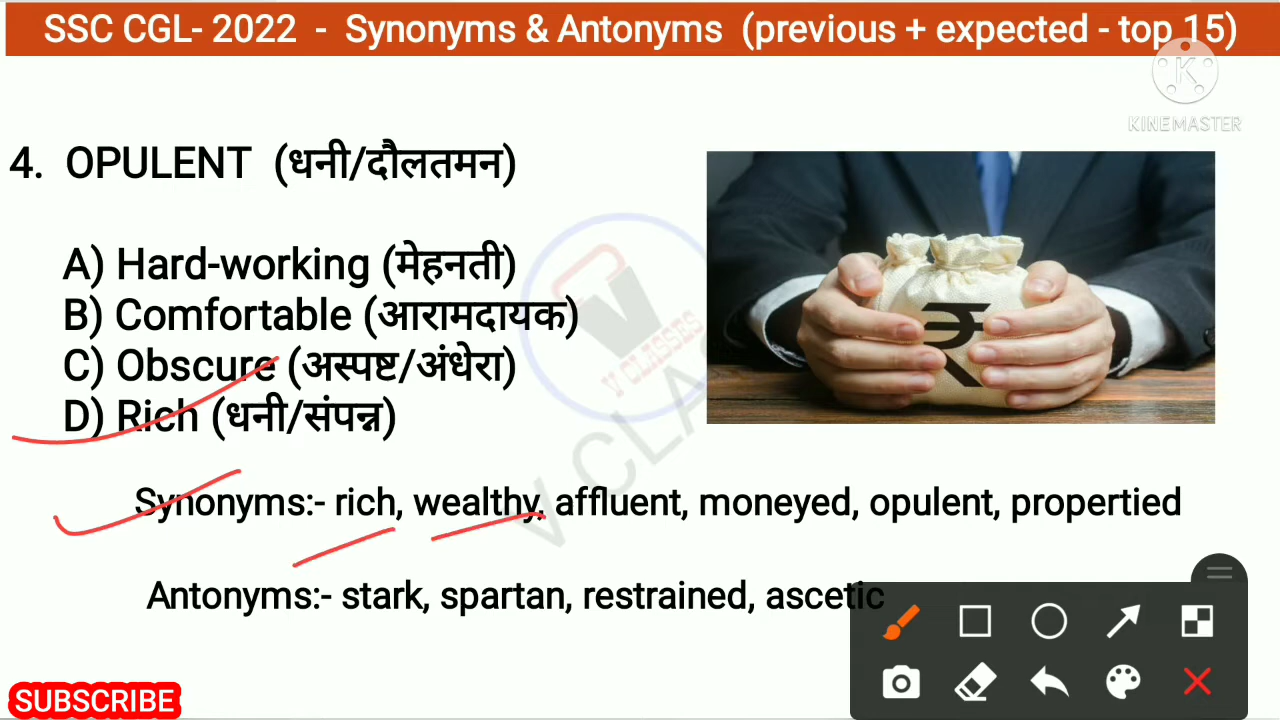 SSC CGL- 2022 - Synonyms & Antonyms (previous + expected - top 15)
KINEMASTER
4. OPULENT (धनी/दौलतमन)
A) Hard-working (मेहनती)
B) Comfortable (आरामदायक)
C) Obscure (अस्पष्ट/अंधेरा)
D) Rich (धनी/संपन्न)
V CLASSES
V CLAS
Synonyms:- rich, wealthy, affluent, moneyed, opulent, propertied
Antonyms:- stark, spartan, restrained, ascetic
SUBSCRIBE